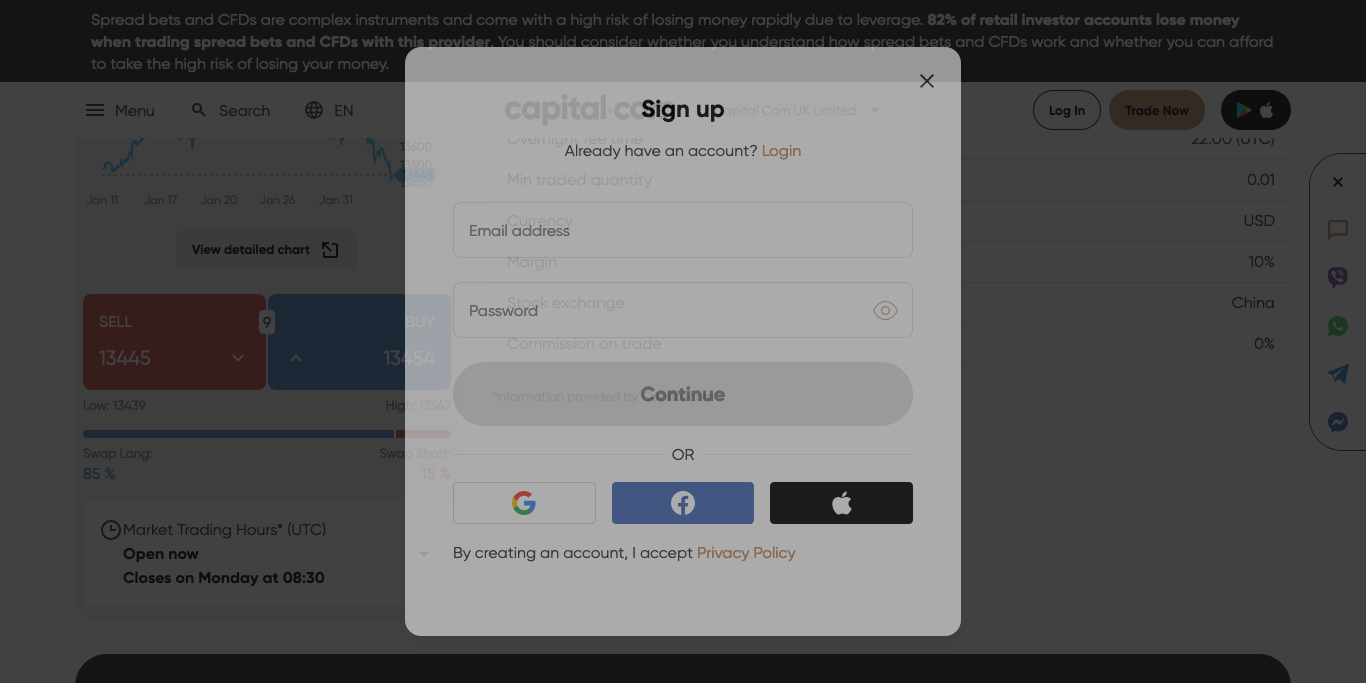 Spread bets and CFDs are complex instruments and come with a high risk of losing money rapidly due to leverage. 82% of retail investor accounts lose money
when trading spread bets and CFDs with this provider. You should consider whether you understand how spread bets and CFDs work and whether you can afford
to take the high risk of losing your money.
Menu
Search
EN
capital.co
apital Com UK Limited
Log In
Trade Now
Sign up
Already have an account? Login
Overnight fee time
22:00 (UTC)
Min traded quantity
0.01
Currency
USD
Margin
10%
Stock exchange
China
Commission on trade
0%
*Information provided by
Email address
Password
Continue
OR
By creating an account, I accept Privacy Policy
13600
13500
13445
13400
Jan 11
Jan 17
Jan 20
Jan 26
Jan 31
View detailed chart
SELL
9
BUY
13445
13454
Low: 13439
High: 13547
Swap Long:
Swap Short:
85 %
15 %
Market Trading Hours* (UTC)
Open now
Closes on Monday at 08:30